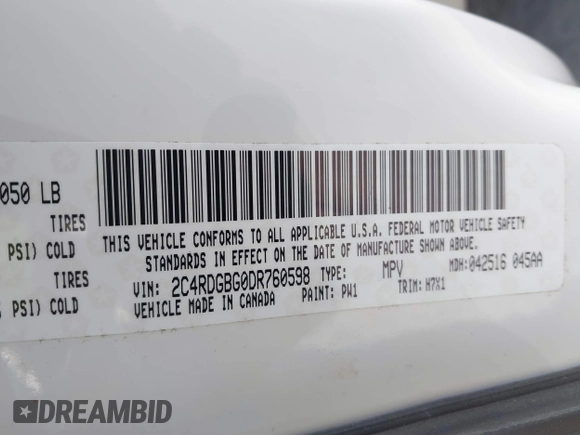 050 LB
TIRES
PSI) COLD
TIRES
PSI) COLD
THIS VEHICLE CONFORMS TO ALL APPLICABLE U.S.A. FEDERAL MOTOR VEHICLE SAFETY
STANDARDS IN EFFECT ON THE DATE OF MANUFACTURE SHOWN ABOVE.
VIN: 2C4RDGBG0DR760598 TYPE: MPV MDH: 042516 045AA
VEHICLE MADE IN CANADA PAINT: PW1 TRIM: H7X1
DREAMBID